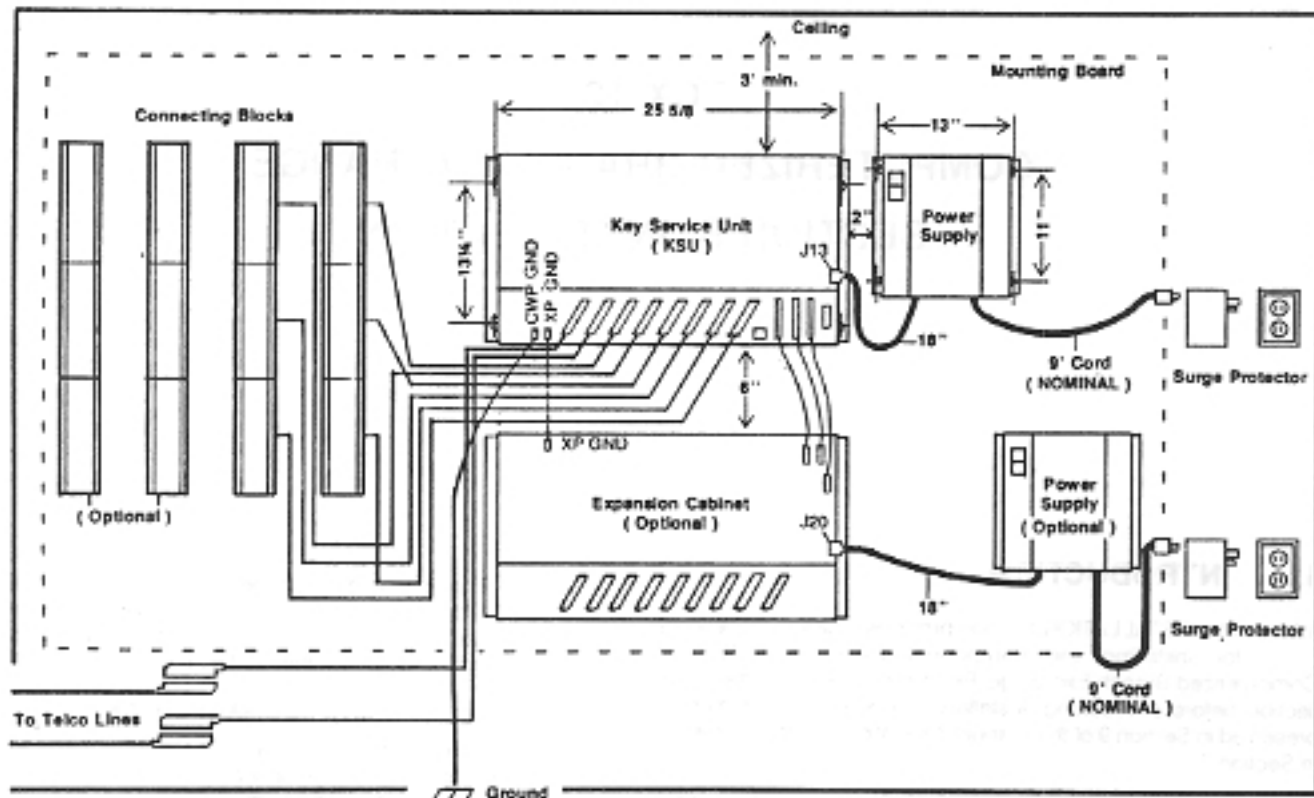 Ceiling
3' min.
Mounting Board
Connecting Blocks
25 5/8
13"
Key Service Unit
( KSU )
2"
Power
Supply
11"
13¼"
J13
CWP GND
XP GND
18"
9' Cord
( NOMINAL )
Surge Protector
6"
XP GND
( Optional )
Expansion Cabinet
( Optional )
J20
Power
Supply
( Optional )
18"
Surge Protector
9' Cord
( NOMINAL )
To Telco Lines
Ground